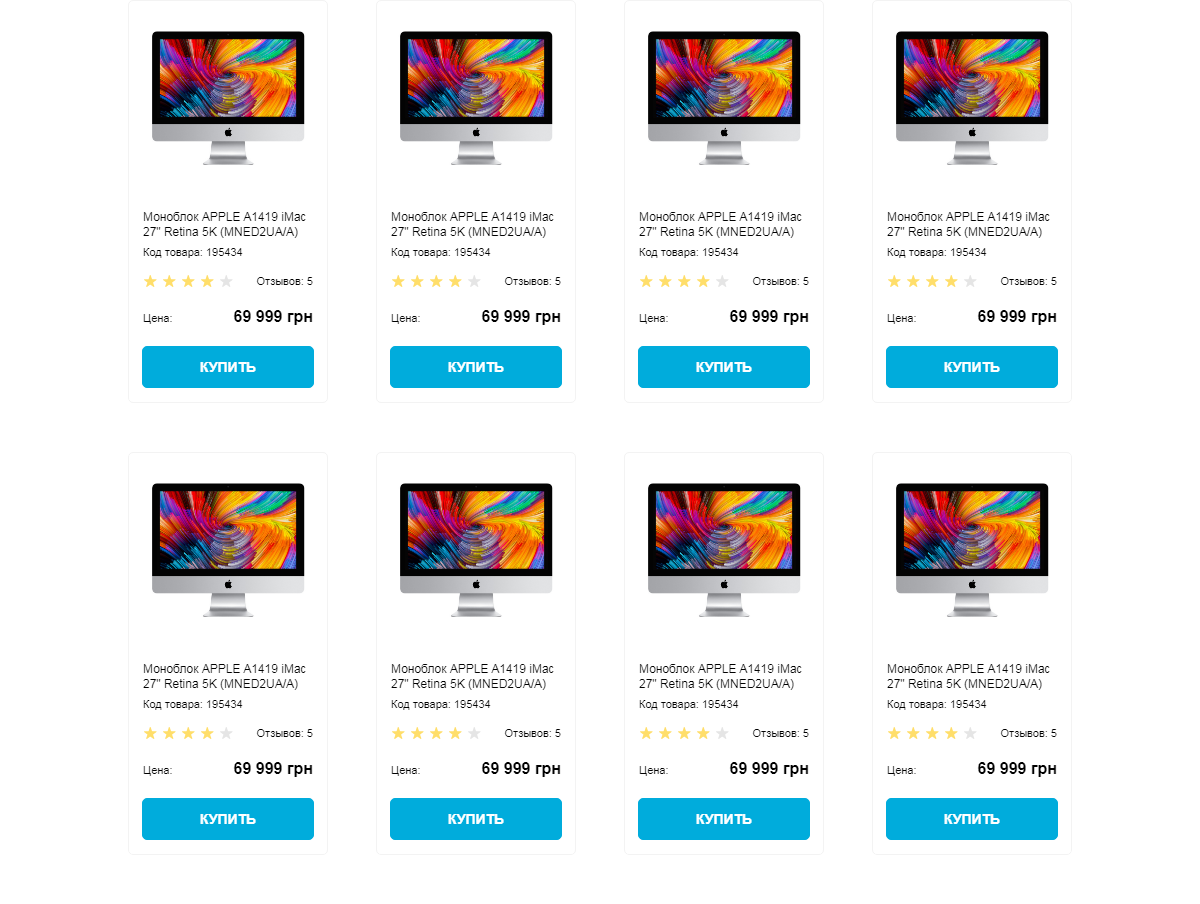 Моноблок APPLE A1419 iMac
27" Retina 5K (MNED2UA/A)
Код товара: 195434
Отзывов: 5
Цена: 69 999 грн
КУПИТЬ
Моноблок APPLE A1419 iMac
27" Retina 5K (MNED2UA/A)
Код товара: 195434
Отзывов: 5
Цена: 69 999 грн
КУПИТЬ
Моноблок APPLE A1419 iMac
27" Retina 5K (MNED2UA/A)
Код товара: 195434
Отзывов: 5
Цена: 69 999 грн
КУПИТЬ
Моноблок APPLE A1419 iMac
27" Retina 5K (MNED2UA/A)
Код товара: 195434
Отзывов: 5
Цена: 69 999 грн
КУПИТЬ
Моноблок APPLE A1419 iMac
27" Retina 5K (MNED2UA/A)
Код товара: 195434
Отзывов: 5
Цена: 69 999 грн
КУПИТЬ
Моноблок APPLE A1419 iMac
27" Retina 5K (MNED2UA/A)
Код товара: 195434
Отзывов: 5
Цена: 69 999 грн
КУПИТЬ
Моноблок APPLE A1419 iMac
27" Retina 5K (MNED2UA/A)
Код товара: 195434
Отзывов: 5
Цена: 69 999 грн
КУПИТЬ
Моноблок APPLE A1419 iMac
27" Retina 5K (MNED2UA/A)
Код товара: 195434
Отзывов: 5
Цена: 69 999 грн
КУПИТЬ